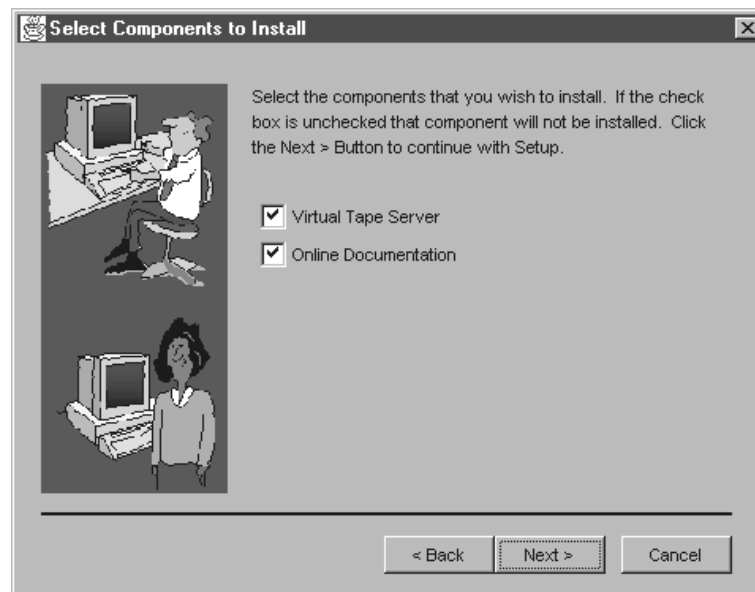 Select Components to Install
Select the components that you wish to install. If the check
box is unchecked that component will not be installed. Click
the Next > Button to continue with Setup.
Virtual Tape Server
Online Documentation
< Back
Next >
Cancel